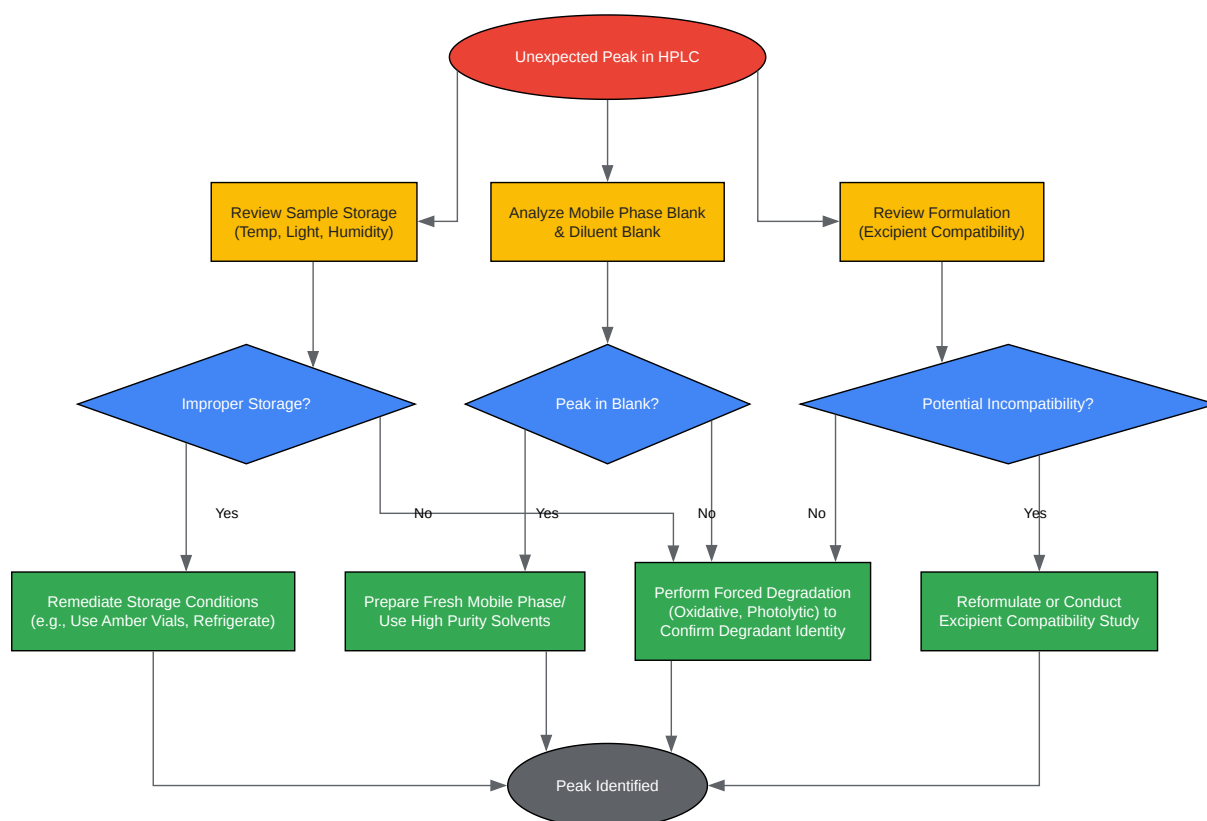 Unexpected Peak in HPLC
Review Sample Storage
(Temp, Light, Humidity)
Analyze Mobile Phase Blank
& Diluent Blank
Review Formulation
(Excipient Compatibility)
Improper Storage?
Peak in Blank?
Potential Incompatibility?
Yes
No
Yes
No
No
Yes
Remediate Storage Conditions
(e.g., Use Amber Vials, Refrigerate)
Prepare Fresh Mobile Phase/
Use High Purity Solvents
Perform Forced Degradation
(Oxidative, Photolytic) to
Confirm Degradant Identity
Reformulate or Conduct
Excipient Compatibility Study
Peak Identified